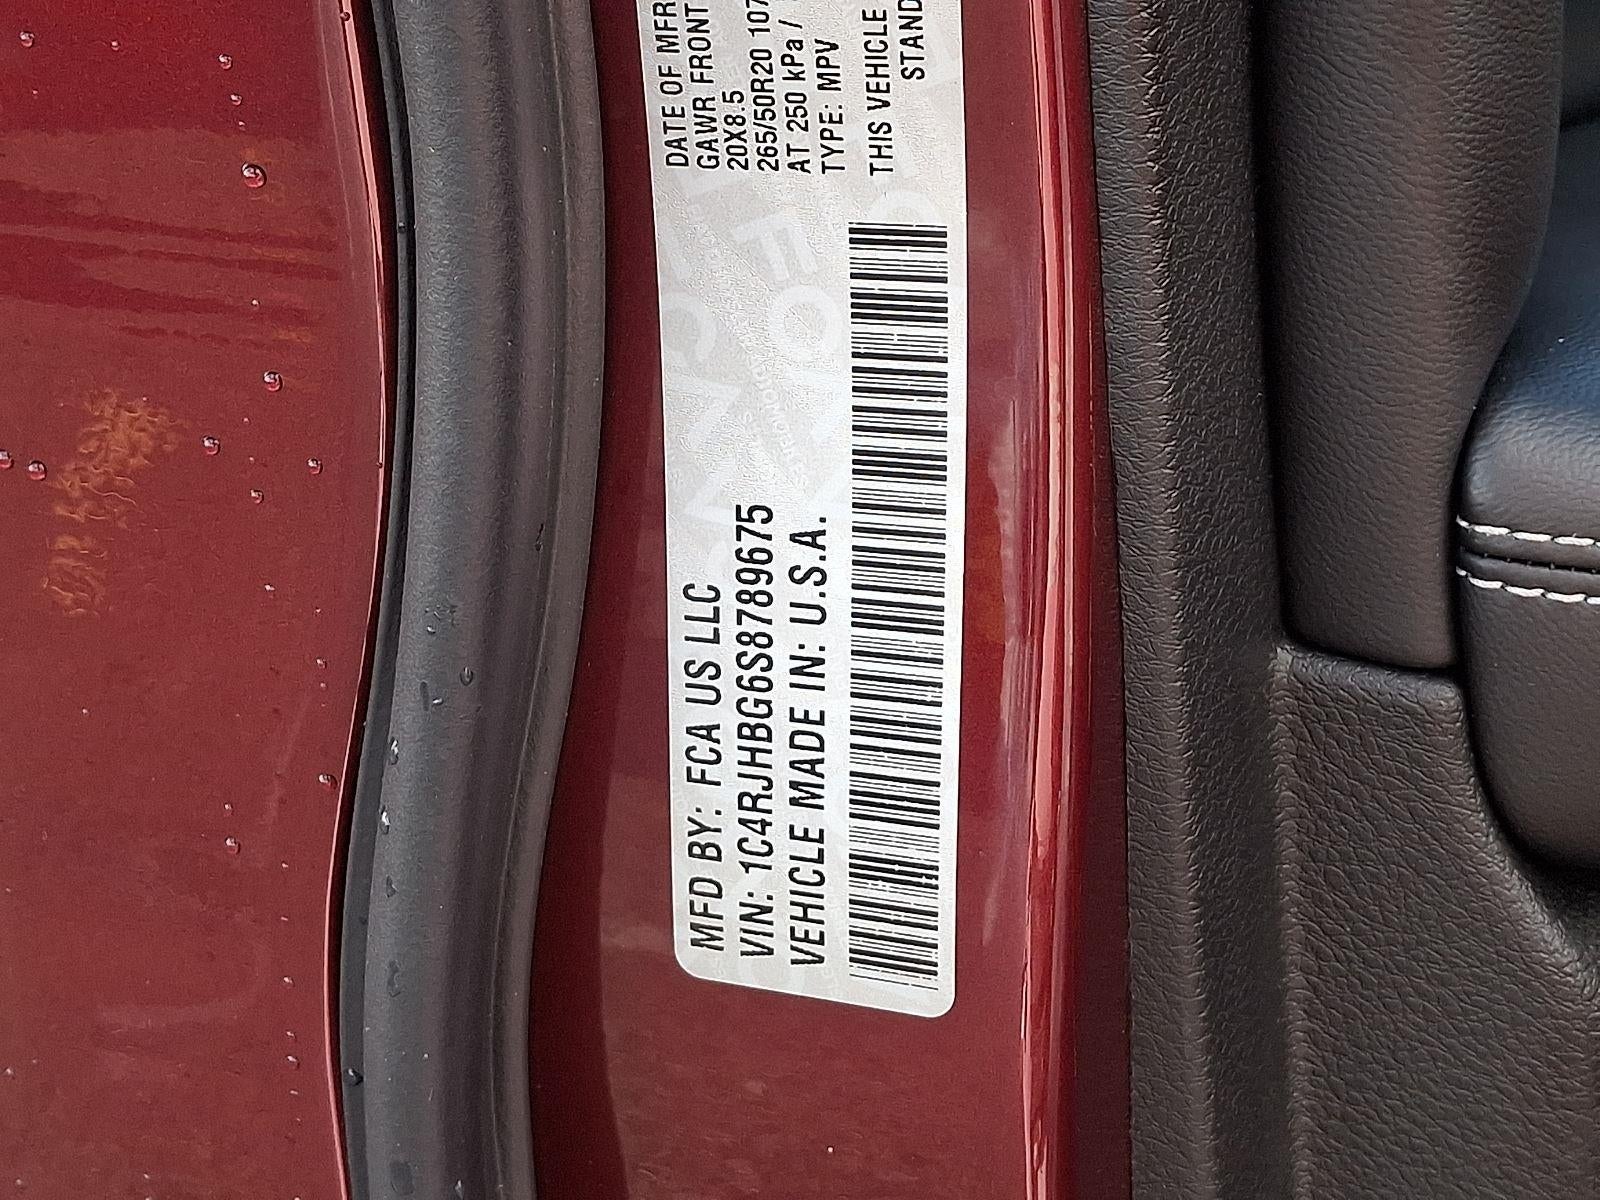 MFD BY: FCA US LLC
VIN: 1C4RJHBG6S8789675
VEHICLE MADE IN: U.S.A.
DATE OF MFR
GAWR FRONT
20X8.5
265/50R20 107
AT 250 kPa /
TYPE: MPV
THIS VEHICLE
STAND